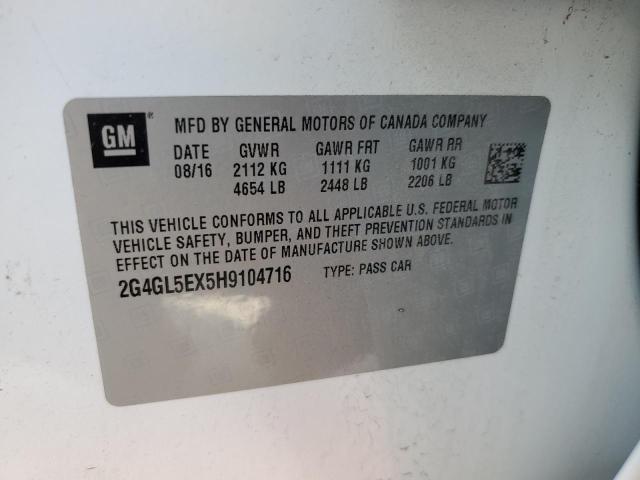 GM®
MFD BY GENERAL MOTORS OF CANADA COMPANY
DATE GVWR GAWR FRT GAWR RR
08/16 2112 KG 1111 KG 1001 KG
4654 LB 2448 LB 2206 LB
THIS VEHICLE CONFORMS TO ALL APPLICABLE U.S. FEDERAL MOTOR
VEHICLE SAFETY, BUMPER, AND THEFT PREVENTION STANDARDS IN
EFFECT ON THE DATE OF MANUFACTURE SHOWN ABOVE.
2G4GL5EX5H9104716 TYPE: PASS CAR